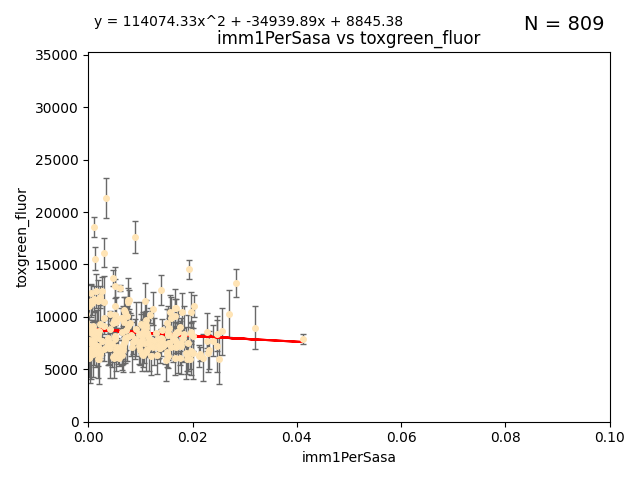 y = 114074.33x^2 + -34939.89x + 8845.38
N = 809
imm1PerSasa vs toxgreen_fluor
35000
30000
25000
20000
15000
10000
5000
0
toxgreen_fluor
0.00 0.02 0.04 0.06 0.08 0.10
imm1PerSasa